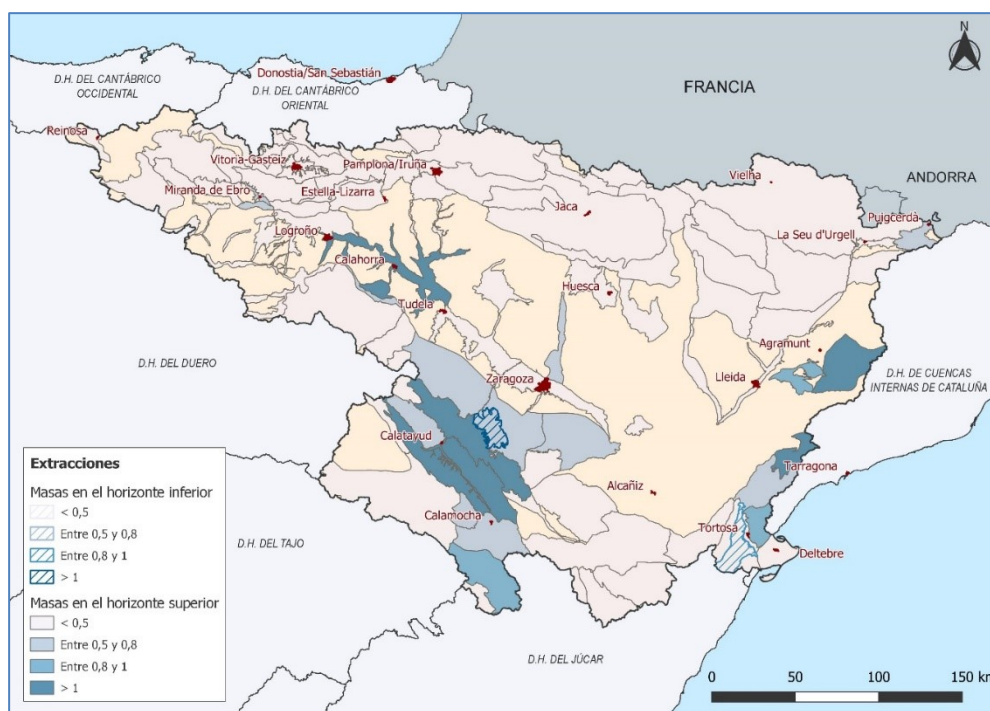 N
D.H. DEL CANTÁBRICO
OCCIDENTAL
Donostia/San Sebastián
D.H. DEL CANTÁBRICO
ORIENTAL
FRANCIA
Reinosa
Vitoria-Gasteiz
Pamplona/Iruña
Vielha
ANDORRA
Miranda de Ebro
Estella-Lizarra
Jaca
Puigcerdà
La Seu d'Urgell
Logroño
Calahorra
Huesca
Tudela
Agramunt
D.H. DEL DUERO
Zaragoza
Lleida
D.H. DE CUENCAS
INTERNAS DE CATALUÑA
Calatayud
Tarragona
Alcañiz
Calamocha
Tortosa
Deltebre
D.H. DEL TAJO
D.H. DEL JÚCAR
Extracciones
Masas en el horizonte inferior
< 0,5
Entre 0,5 y 0,8
Entre 0,8 y 1
> 1
Masas en el horizonte superior
< 0,5
Entre 0,5 y 0,8
Entre 0,8 y 1
> 1
0 50 100 150 km